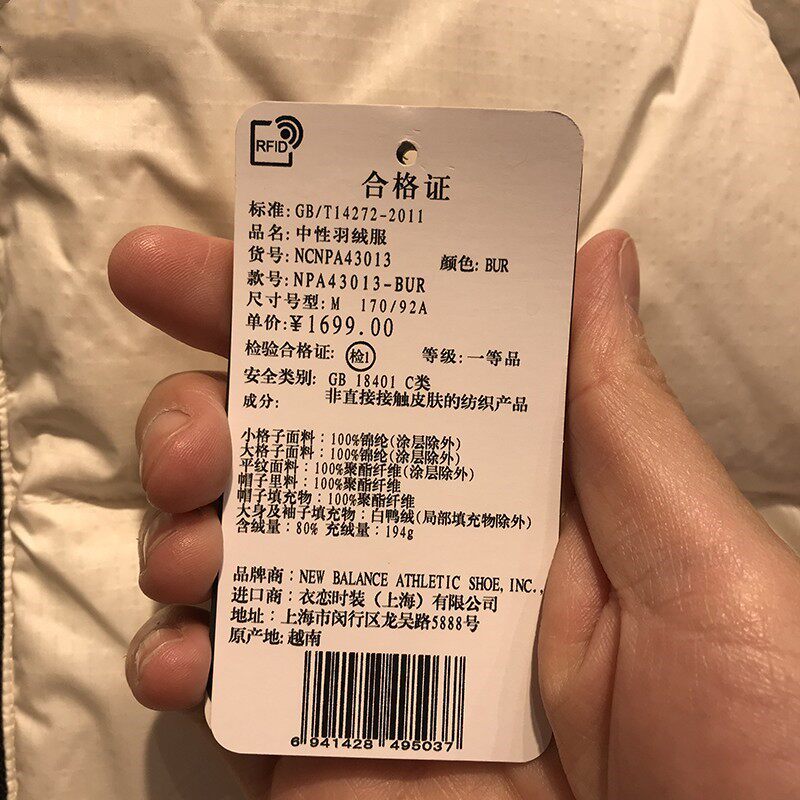 RFID
合格证
标准:GB/T14272-2011
品名:中性羽绒服
货号:NCNPA43013 颜色:BUR
款号:NPA43013-BUR
尺寸号型:M 170/92A
单价:¥1699.00
检验合格证: 检1 等级:一等品
安全类别: GB 18401 C类
成分: 非直接接触皮肤的纺织产品
小格子面料:100%锦纶(涂层除外)
大格子面料:100%锦纶(涂层除外)
平纹面料:100%聚酯纤维(涂层除外)
帽子里料:100%聚酯纤维
帽子填充物:100%聚酯纤维
大身及袖子填充物:白鸭绒(局部填充物除外)
含绒量:80% 充绒量:194g
品牌商:NEW BALANCE ATHLETIC SHOE,INC.,
进口商:衣恋时装(上海)有限公司
地址:上海市闵行区龙吴路5888号
原产地:越南
6 941428 495037